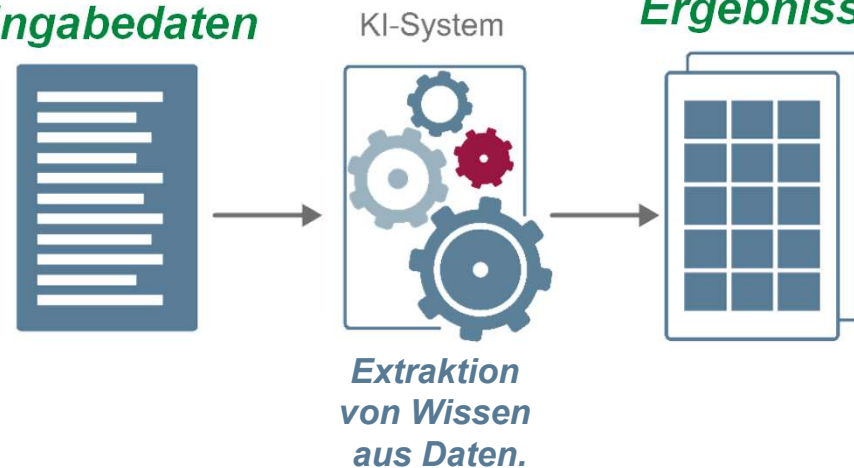 ngabedaten
KI-System
Ergebniss
Extraktion
von Wissen
aus Daten.